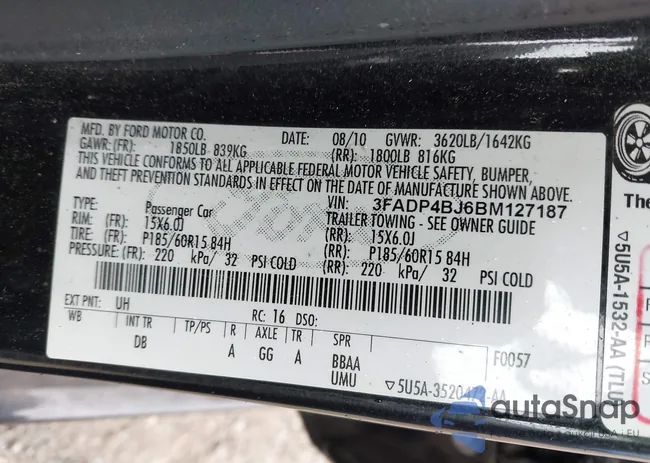 MFD. BY FORD MOTOR CO. DATE: 08/10 GVWR: 3620LB/1642KG
GAWR: (FR): 1850LB 839KG (RR): 1800LB 816KG
THIS VEHICLE CONFORMS TO ALL APPLICABLE FEDERAL MOTOR VEHICLE SAFETY, BUMPER,
AND THEFT PREVENTION STANDARDS IN EFFECT ON THE DATE OF MANUFACTURE SHOWN ABOVE.
VIN: 3FADP4BJ6BM127187
TYPE: Passenger Car TRAILER TOWING - SEE OWNER GUIDE
RIM: (FR): 15X6.0J (RR): 15X6.0J
TIRE: (FR): P185/60R15 84H (RR): P185/60R15 84H
PRESSURE: (FR): 220 kPa/ 32 PSI COLD (RR): 220 kPa/ 32 PSI COLD
EXT PNT: UH RC: 16 DSO:
WB INT TR TP/PS R AXLE TR SPR F0057
DB A GG A BBAA
UMU ▽5U5A-35204
AA
The
▽5U5A-1532-AA (TLU
autoSnap